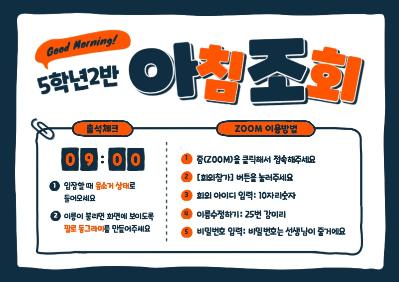 Good Morning!
5학년2반
아침조회
출석체크
09:00
1 입장할 때 음소거 상태로
들어오세요
2 이름이 불리면 화면에 보이도록
팔로 동그라미를 만들어주세요
ZOOM 이용방법
1 줌(ZOOM)을 클릭해서 접속해주세요
2 [회의참가] 버튼을 눌러주세요
3 회의 아이디 입력: 10자리숫자
4 이름수정하기: 25번 강미리
5 비밀번호 입력: 비밀번호는 선생님이 줄거에요